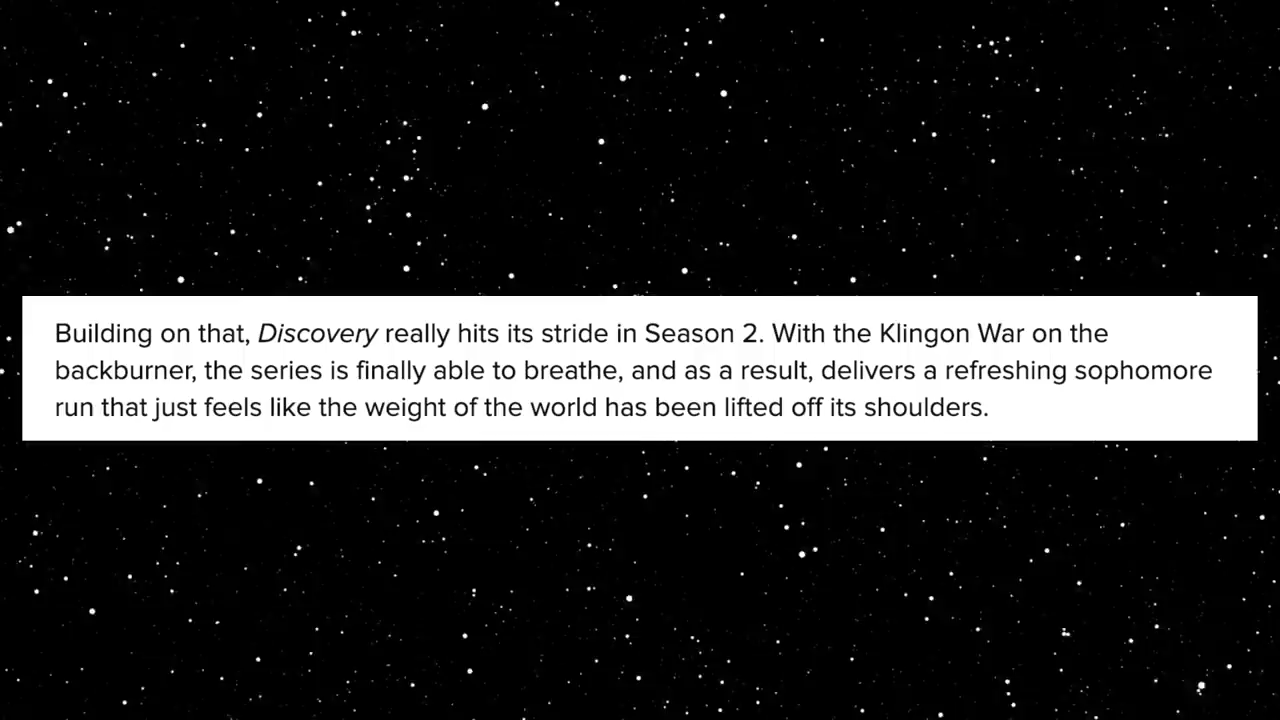 Building on that, Discovery really hits its stride in Season 2. With the Klingon War on the
backburner, the series is finally able to breathe, and as a result, delivers a refreshing sophomore
run that just feels like the weight of the world has been lifted off its shoulders.